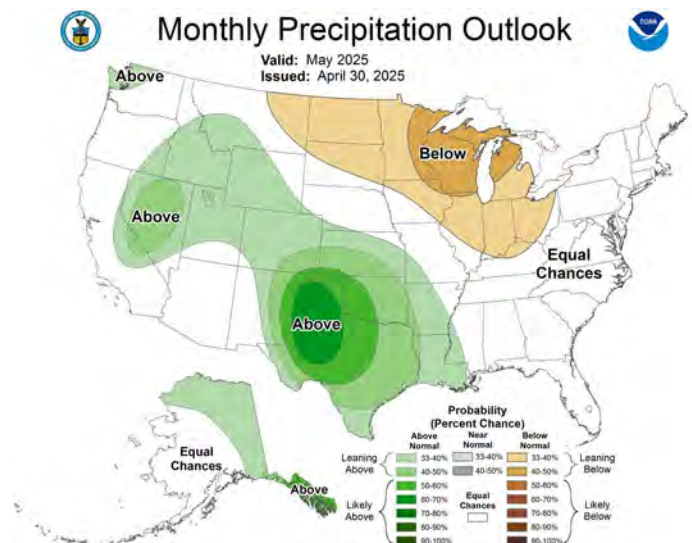 Monthly Precipitation Outlook
NOAA
Valid: May 2025
Issued: April 30, 2025
Above
Below
Above
Equal
Chances
Above
Equal
Chances
Above
Probability
(Percent Chance)
Above
Normal
Near
Normal
Below
Normal
Leaning
Above
33-40%
33-40%
33-40%
Leaning
Below
40-50%
40-50%
40-50%
Likely
Above
50-60%
60-70%
70-80%
80-90%
90-100%
Equal
Chances
50-60%
60-70%
70-80%
80-90%
90-100%
Likely
Below